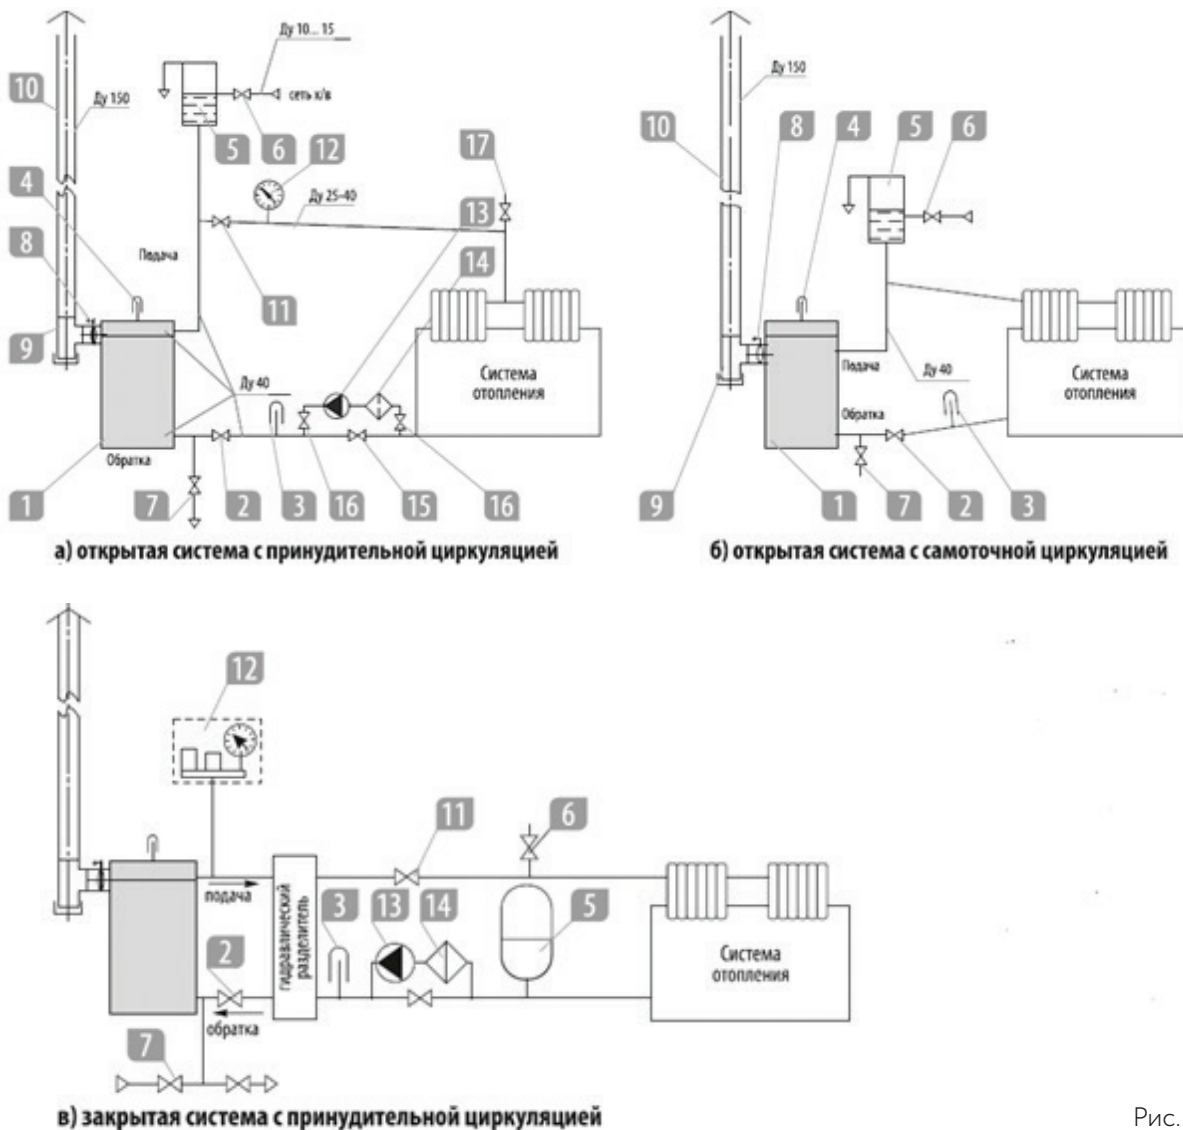 Ду 10... 15
10
Ду 150
сеть х/в
5
6
12
17
4
Ду 25-40
13
8
Подача
14
11
9
Ду 40
Система
отопления
Обратка
1
7
2
3
16
15
16
а) открытая система с принудительной циркуляцией
Ду 150
10
8
4
5
6
Подача
Ду 40
Система
отопления
Обратка
9
1
7
2
3
б) открытая система с самоточной циркуляцией
12
11
6
подача
гидравлический
разделитель
3
13
14
5
2
Система
отопления
обратка
7
в) закрытая система с принудительной циркуляцией
Рис.